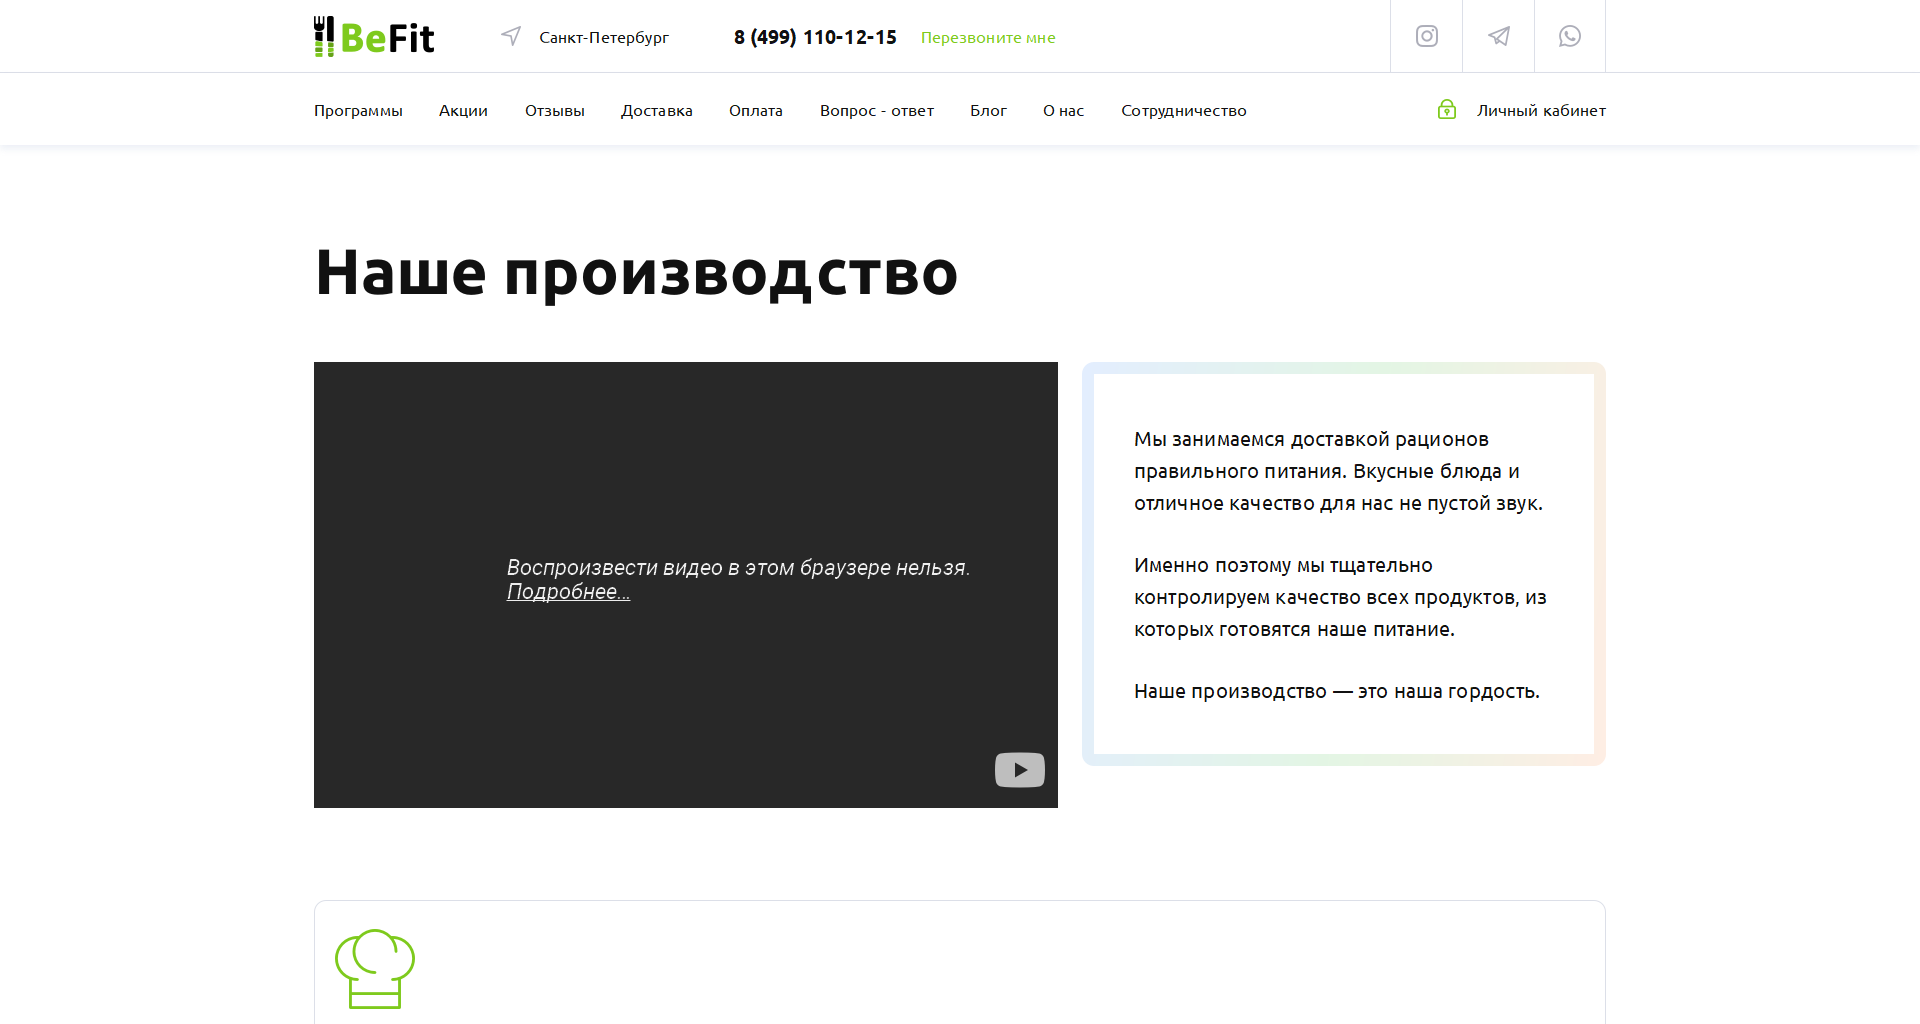 BeFit
Санкт-Петербург
8 (499) 110-12-15
Перезвоните мне
Программы
Акции
Отзывы
Доставка
Оплата
Вопрос - ответ
Блог
О нас
Сотрудничество
Личный кабинет
Наше производство
Воспроизвести видео в этом браузере нельзя.
Подробнее...
Мы занимаемся доставкой рационов
правильного питания. Вкусные блюда и
отличное качество для нас не пустой звук.
Именно поэтому мы тщательно
контролируем качество всех продуктов, из
которых готовятся наше питание.
Наше производство — это наша гордость.